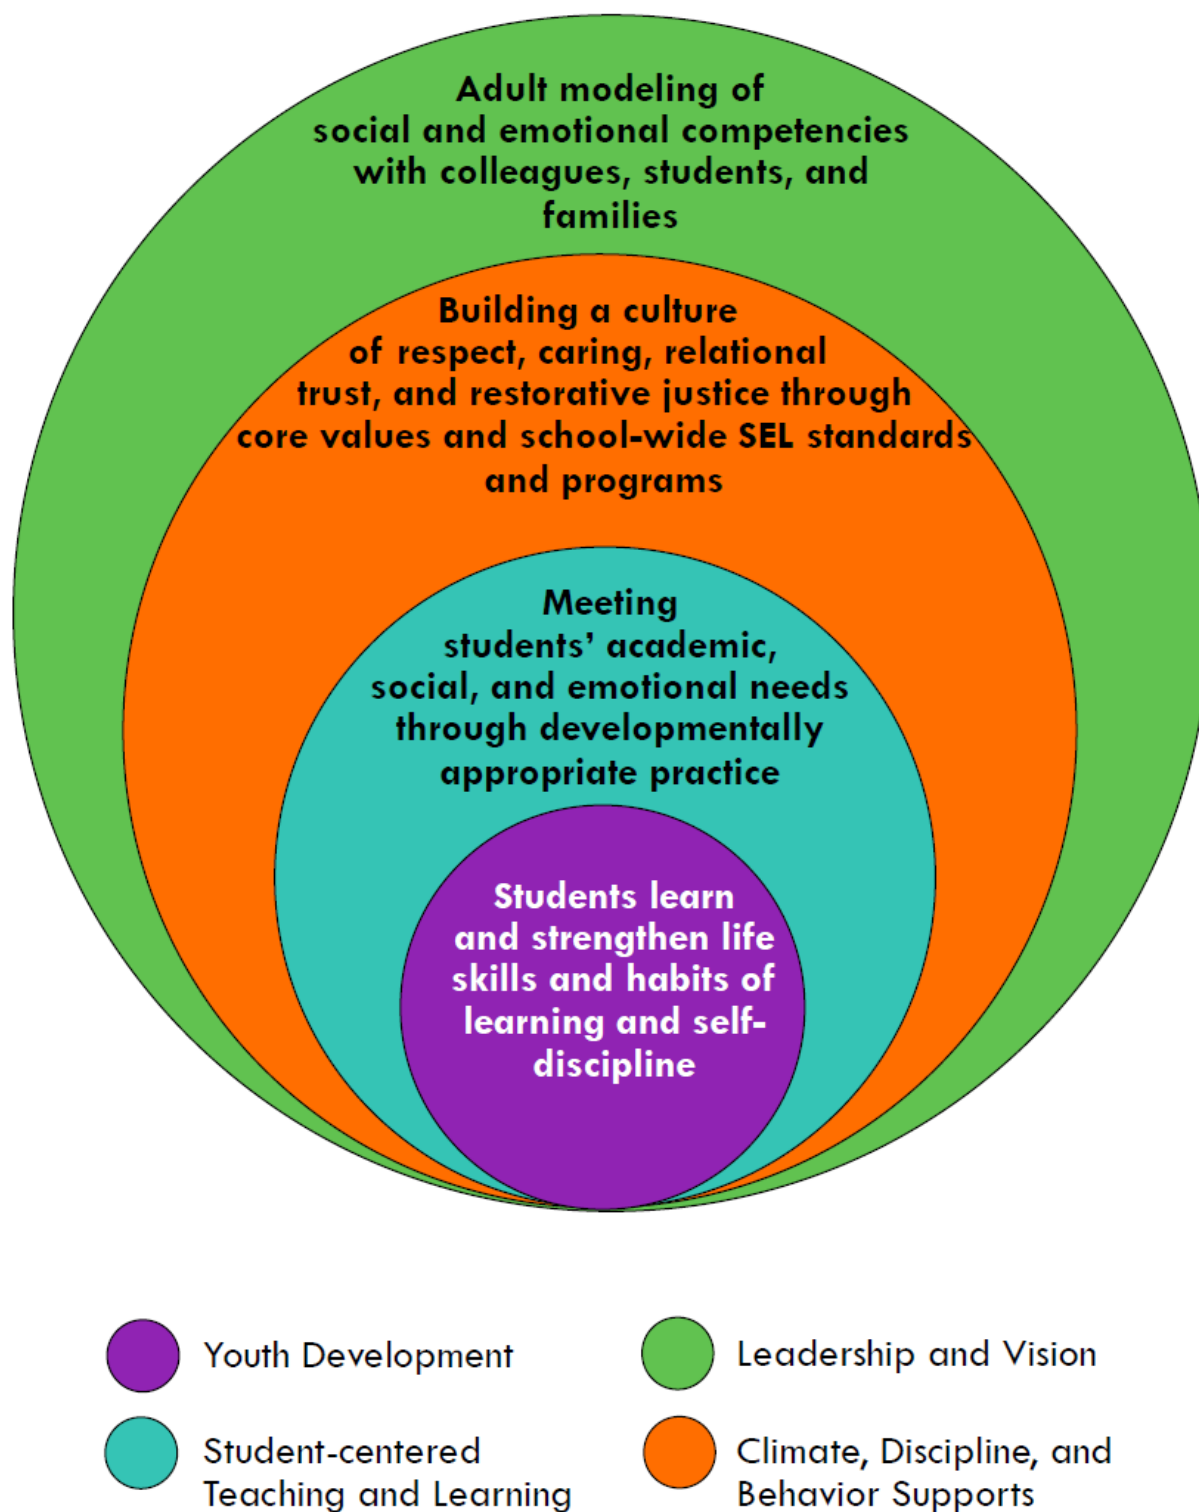 Adult modeling of
social and emotional competencies
with colleagues, students, and
families
Building a culture
of respect, caring, relational
trust, and restorative justice through
core values and school-wide SEL standards
and programs
Meeting
students’ academic,
social, and emotional needs
through developmentally
appropriate practice
Students learn
and strengthen life
skills and habits of
learning and self-
discipline
Youth Development
Leadership and Vision
Student-centered
Teaching and Learning
Climate, Discipline, and
Behavior Supports